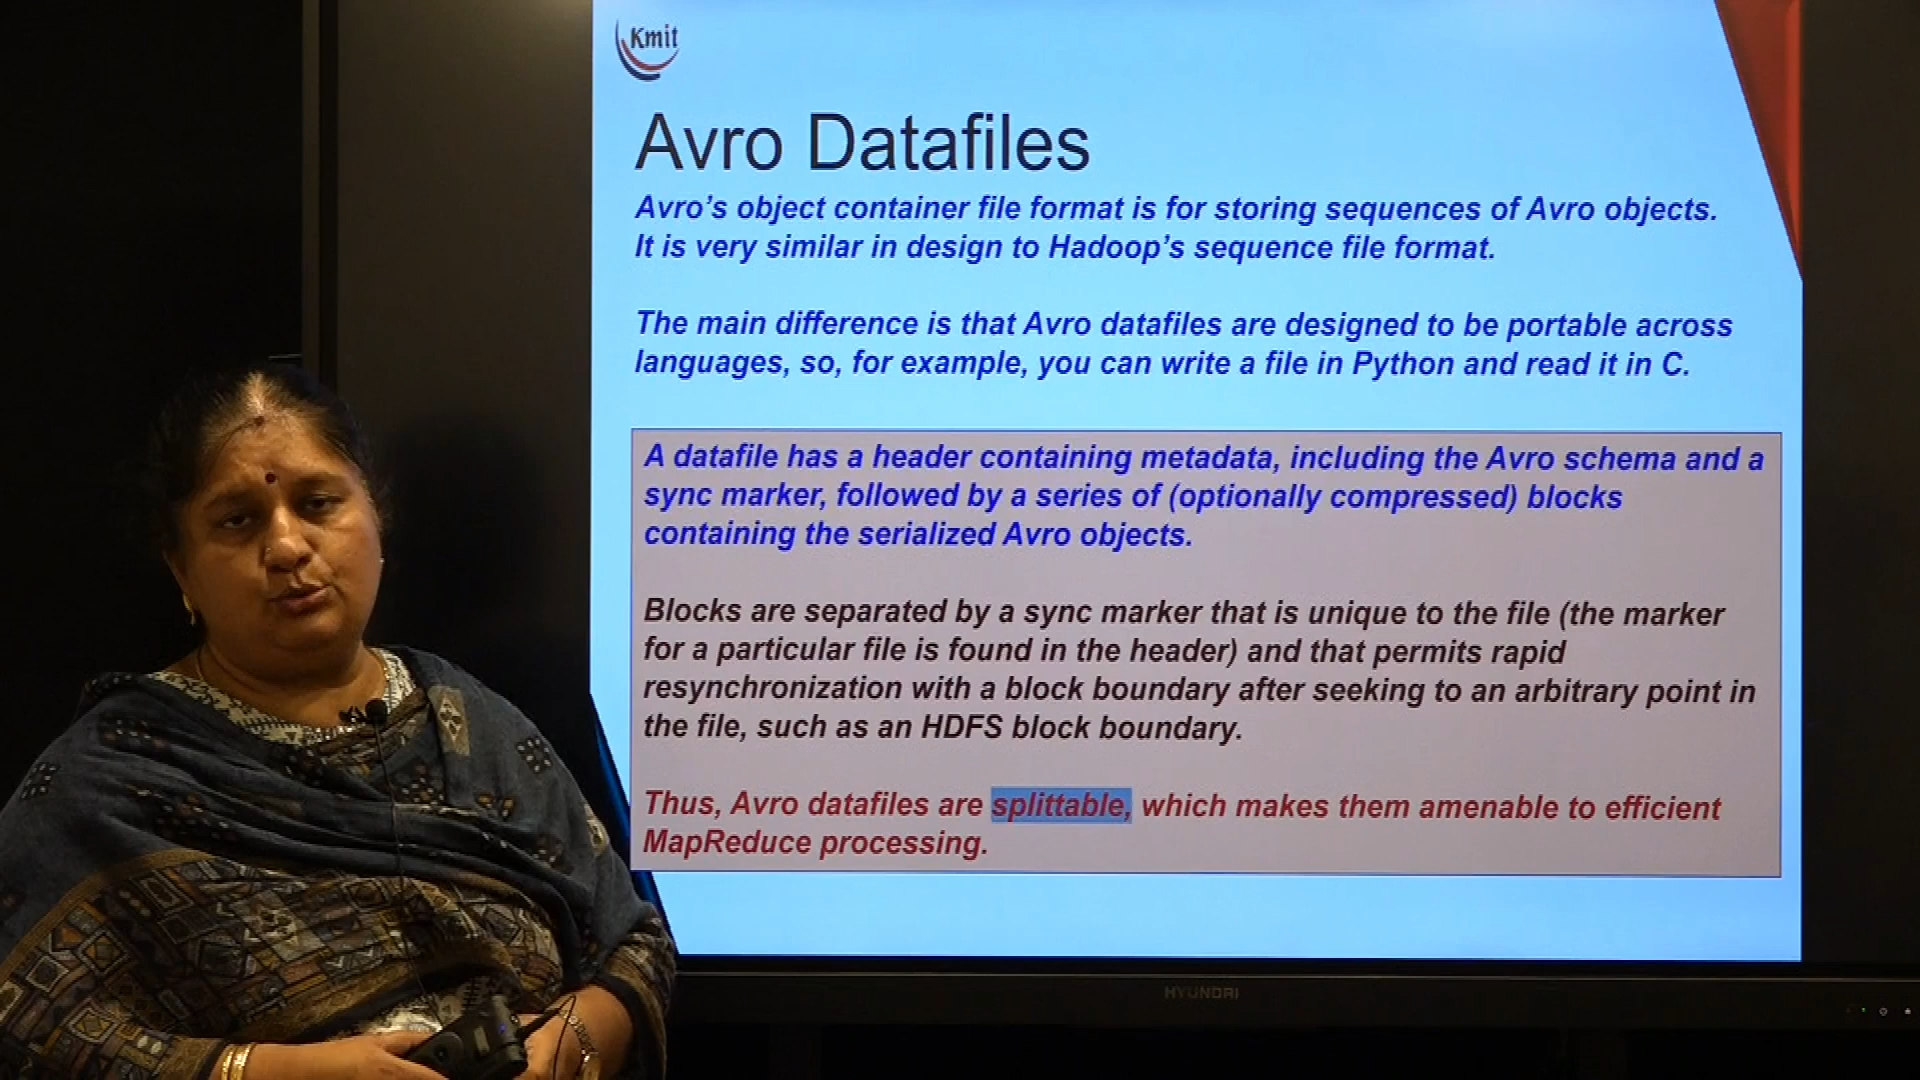 Kmit
Avro Datafiles
Avro's object container file format is for storing sequences of Avro objects.
It is very similar in design to Hadoop's sequence file format.
The main difference is that Avro datafiles are designed to be portable across
languages, so, for example, you can write a file in Python and read it in C.
A datafile has a header containing metadata, including the Avro schema and a
sync marker, followed by a series of (optionally compressed) blocks
containing the serialized Avro objects.
Blocks are separated by a sync marker that is unique to the file (the marker
for a particular file is found in the header) and that permits rapid
resynchronization with a block boundary after seeking to an arbitrary point in
the file, such as an HDFS block boundary.
Thus, Avro datafiles are splittable, which makes them amenable to efficient
MapReduce processing.
HYUNDAI